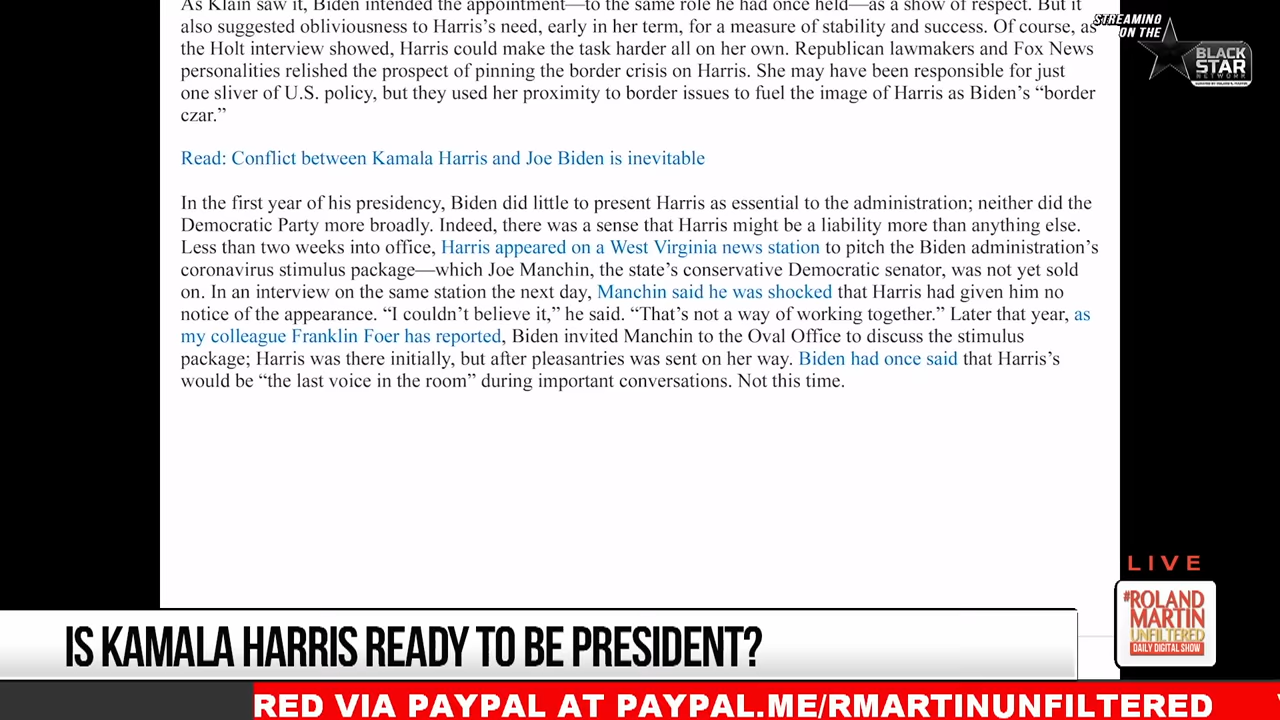 As Klain saw it, Biden intended the appointment—to the same role he had once held—as a show of respect. But it
also suggested obliviousness to Harris's need, early in her term, for a measure of stability and success. Of course, as
the Holt interview showed, Harris could make the task harder all on her own. Republican lawmakers and Fox News
personalities relished the prospect of pinning the border crisis on Harris. She may have been responsible for just
one sliver of U.S. policy, but they used her proximity to border issues to fuel the image of Harris as Biden's “border
czar.”
Read: Conflict between Kamala Harris and Joe Biden is inevitable
In the first year of his presidency, Biden did little to present Harris as essential to the administration; neither did the
Democratic Party more broadly. Indeed, there was a sense that Harris might be a liability more than anything else.
Less than two weeks into office, Harris appeared on a West Virginia news station to pitch the Biden administration's
coronavirus stimulus package—which Joe Manchin, the state's conservative Democratic senator, was not yet sold
on. In an interview on the same station the next day, Manchin said he was shocked that Harris had given him no
notice of the appearance. “I couldn't believe it,” he said. “That's not a way of working together.” Later that year, as
my colleague Franklin Foer has reported, Biden invited Manchin to the Oval Office to discuss the stimulus
package; Harris was there initially, but after pleasantries was sent on her way. Biden had once said that Harris's
would be “the last voice in the room” during important conversations. Not this time.
STREAMING
ON THE
BLACK
STAR
NETWORK
LIVE
#ROLAND
MARTIN
UNFILTERED
DAILY DIGITAL SHOW
IS KAMALA HARRIS READY TO BE PRESIDENT?
RED VIA PAYPAL AT PAYPAL.ME/RMARTINUNFILTERED